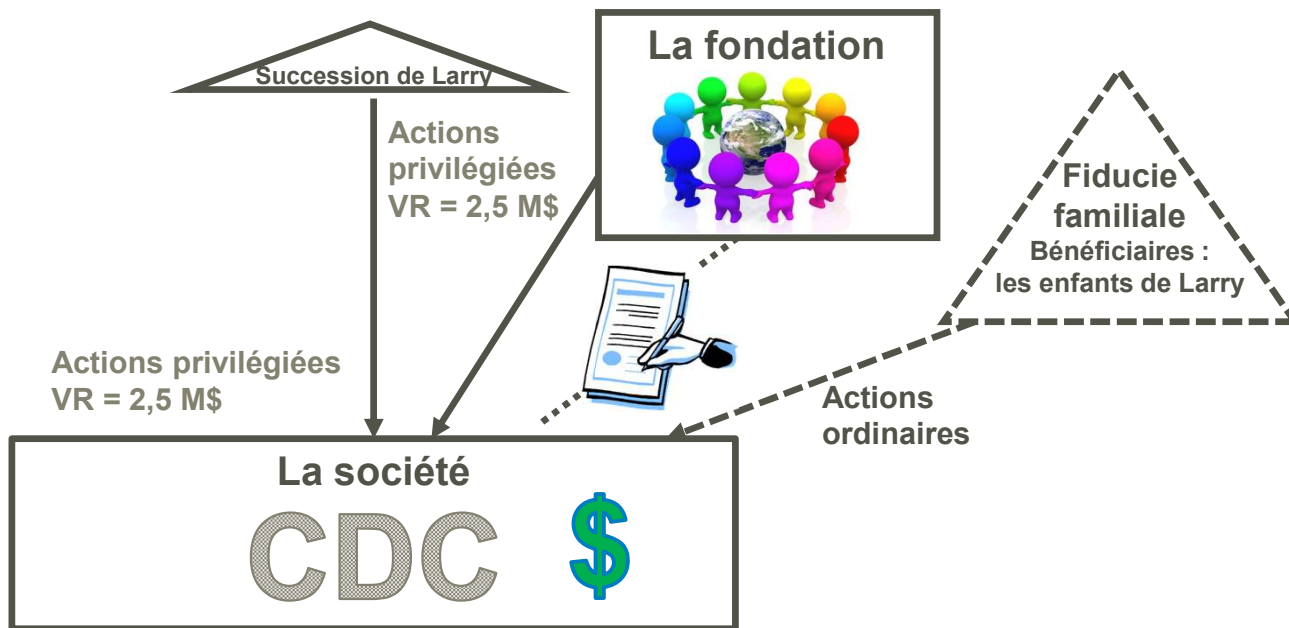 Succession de Larry
La fondation
Actions
privilégiées
VR = 2,5 M$
Fiducie
familiale
Bénéficiaires :
les enfants de Larry
Actions privilégiées
VR = 2,5 M$
Actions
ordinaires
La société
CDC $